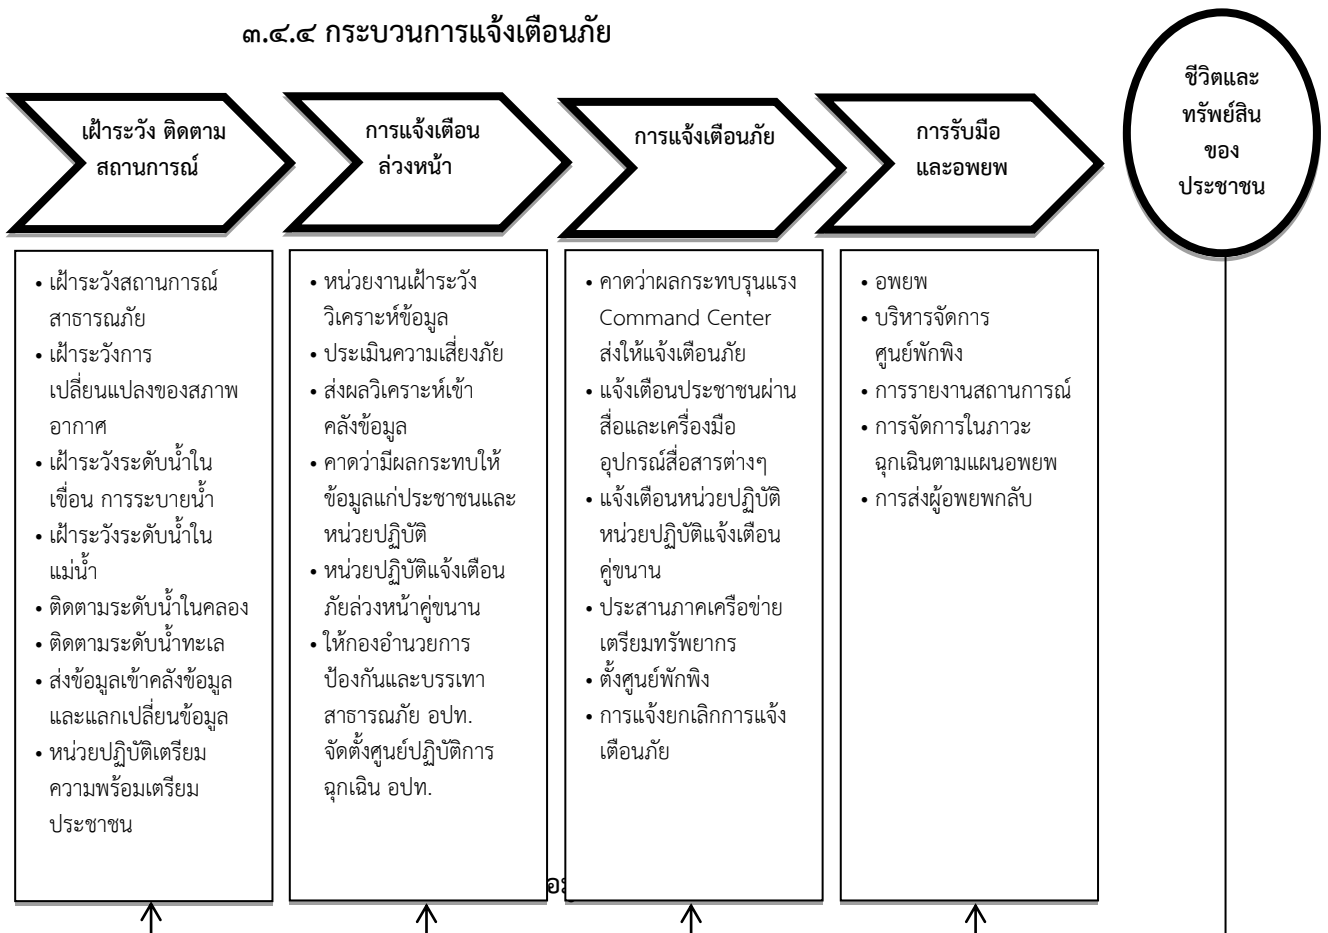 ๓.๔.๔ กระบวนการแจ้งเตือนภัย
เฝ้าระวัง ติดตาม
สถานการณ์
การแจ้งเตือน
ล่วงหน้า
การแจ้งเตือนภัย
การรับมือ
และอพยพ
ชีวิตและ
ทรัพย์สิน
ของ
ประชาชน
• เฝ้าระวังสถานการณ์
สาธารณภัย
• เฝ้าระวังการ
เปลี่ยนแปลงของสภาพ
อากาศ
• เฝ้าระวังระดับน้ำใน
เขื่อน การระบายน้ำ
• เฝ้าระวังระดับน้ำใน
แม่น้ำ
• ติดตามระดับน้ำในคลอง
• ติดตามระดับน้ำทะเล
• ส่งข้อมูลเข้าคลังข้อมูล
และแลกเปลี่ยนข้อมูล
• หน่วยปฏิบัติเตรียม
ความพร้อมเตรียม
ประชาชน
• หน่วยงานเฝ้าระวัง
วิเคราะห์ข้อมูล
• ประเมินความเสี่ยงภัย
• ส่งผลวิเคราะห์เข้า
คลังข้อมูล
• คาดว่ามีผลกระทบให้
ข้อมูลแก่ประชาชนและ
หน่วยปฏิบัติ
• หน่วยปฏิบัติแจ้งเตือน
ภัยล่วงหน้าคู่ขนาน
• ให้กองอำนวยการ
ป้องกันและบรรเทา
สาธารณภัย อปท.
จัดตั้งศูนย์ปฏิบัติการ
ฉุกเฉิน อปท.
• คาดว่าผลกระทบรุนแรง
Command Center
ส่งให้แจ้งเตือนภัย
• แจ้งเตือนประชาชนผ่าน
สื่อและเครื่องมือ
อุปกรณ์สื่อสารต่างๆ
• แจ้งเตือนหน่วยปฏิบัติ
หน่วยปฏิบัติแจ้งเตือน
คู่ขนาน
• ประสานภาคเครือข่าย
เตรียมทรัพยากร
• ตั้งศูนย์พักพิง
• การแจ้งยกเลิกการแจ้ง
เตือนภัย
• อพยพ
• บริหารจัดการ
ศูนย์พักพิง
• การรายงานสถานการณ์
• การจัดการในภาวะ
ฉุกเฉินตามแผนอพยพ
• การส่งผู้อพยพกลับ